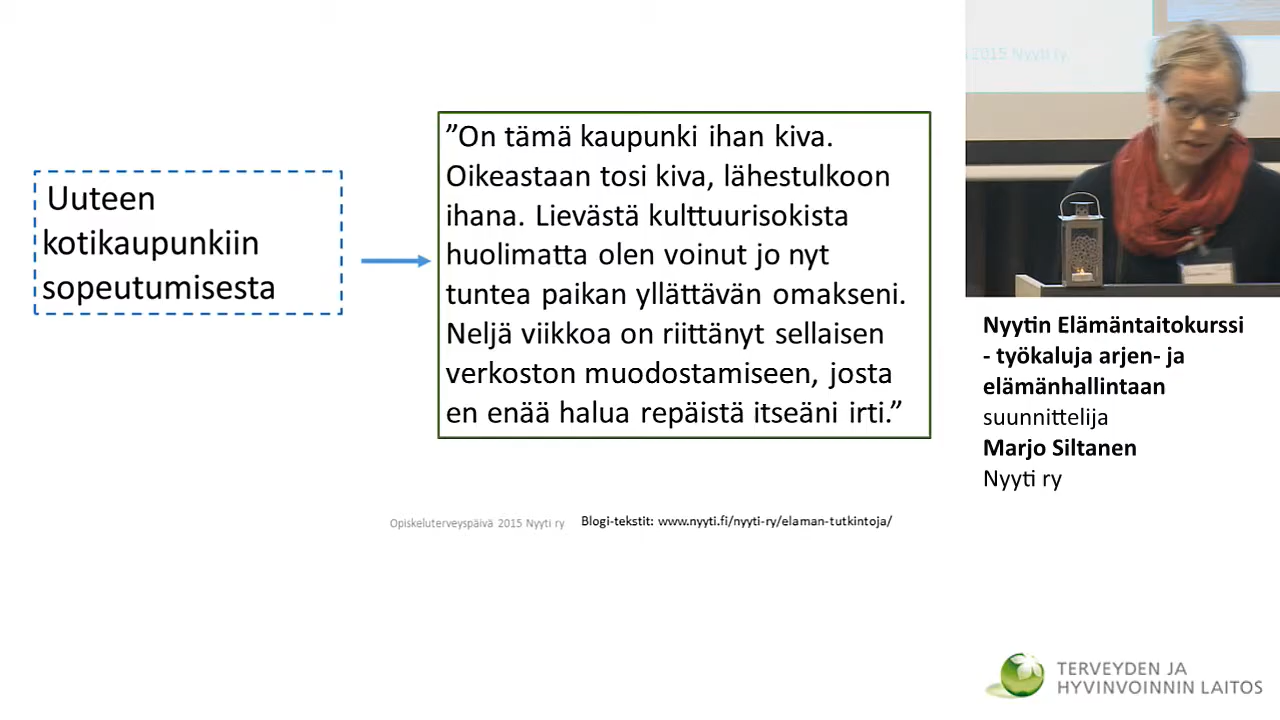 Uuteen
kotikaupunkiin
sopeutumisesta
”On tämä kaupunki ihan kiva.
Oikeastaan tosi kiva, lähestulkoon
ihana. Lievästä kulttuurisokista
huolimatta olen voinut jo nyt
tuntea paikan yllättävän omakseni.
Neljä viikkoa on riittänyt sellaisen
verkoston muodostamiseen, josta
en enää halua repäistä itseäni irti.”
Opiskeluterveyspäivä 2015 Nyyti ry
Blogi-tekstit: www.nyyti.fi/nyyti-ry/elaman-tutkintoja/
2015 Nyyti ry
Nyytin Elämäntaitokurssi
- työkaluja arjen- ja
elämänhallintaan
suunnittelija
Marjo Siltanen
Nyyti ry
TERVEYDEN JA
HYVINVOINNIN LAITOS